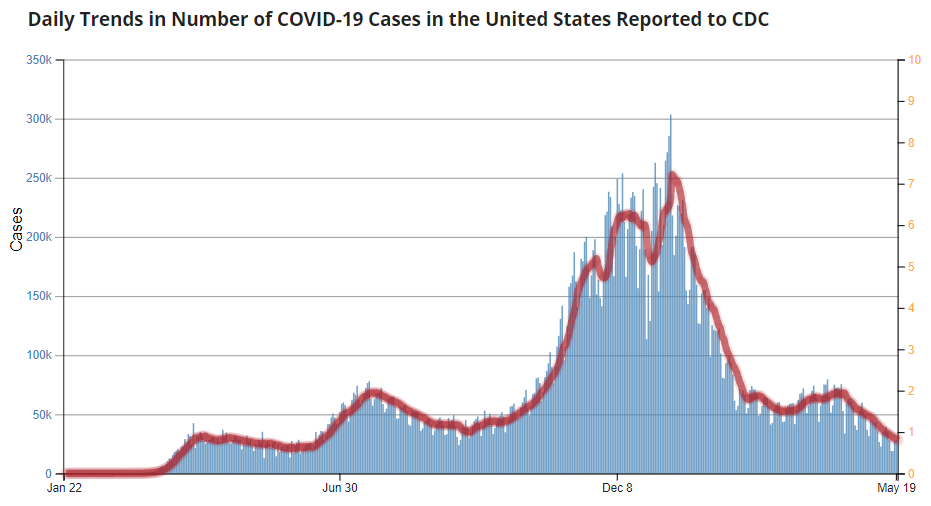 Daily Trends in Number of COVID-19 Cases in the United States Reported to CDC
350k
300k
250k
200k
150k
100k
50k
0
Cases
10
9
8
7
6
5
4
3
2
1
0
Jan 22
Jun 30
Dec 8
May 19